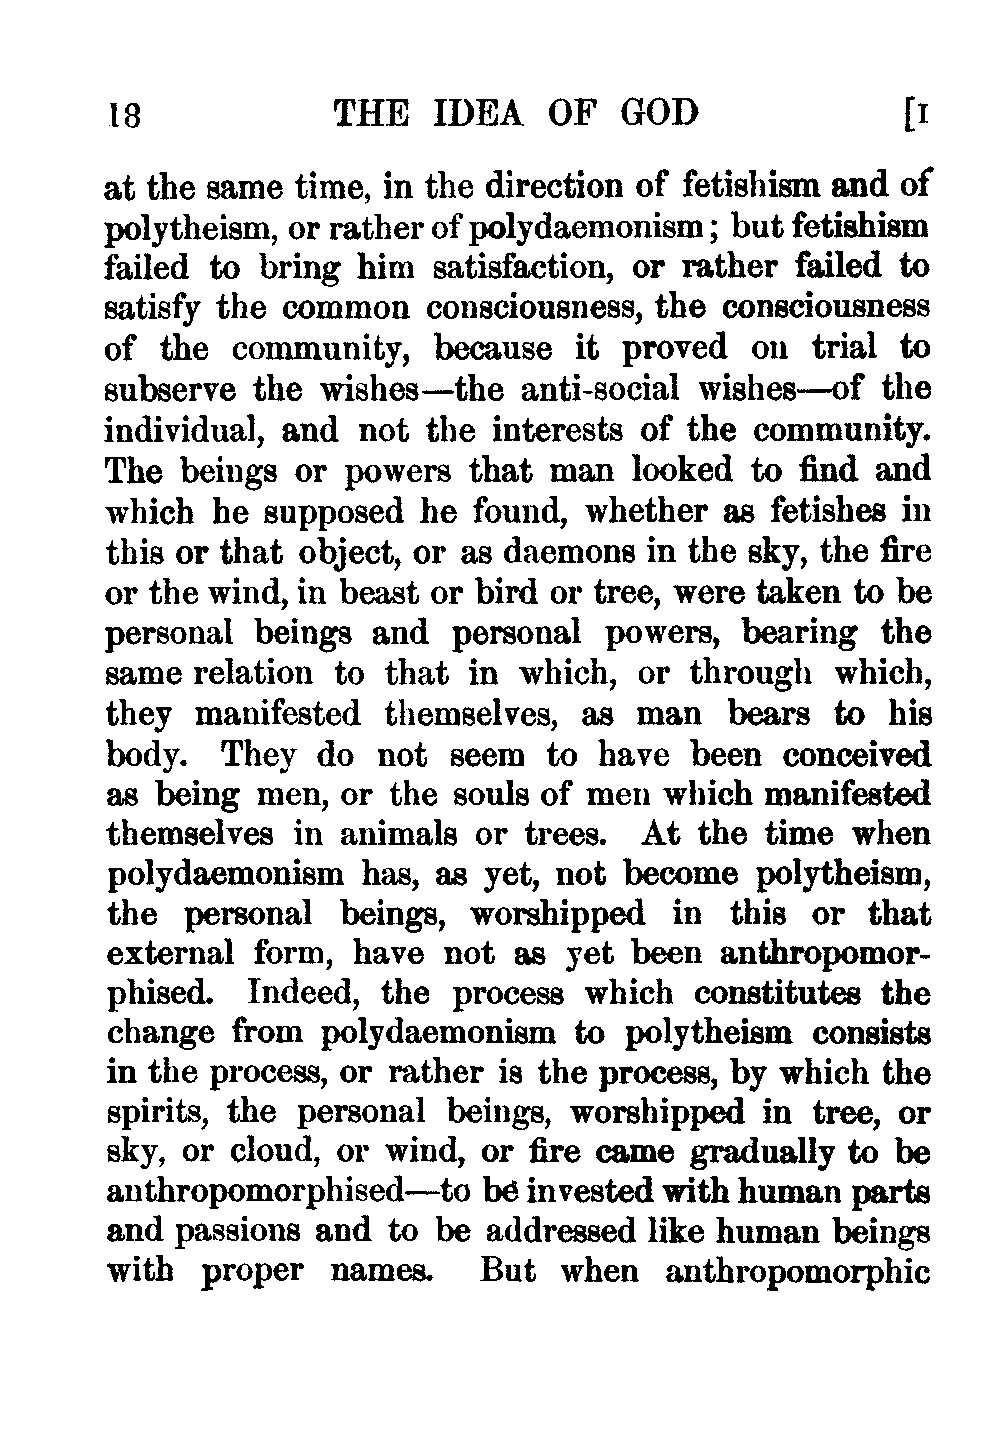 18 THE IDEA OF GOD [I
at the same time, in the direction of fetishism and of
polytheism, or rather of polydaemonism; but fetishism
failed to bring him satisfaction, or rather failed to
satisfy the common consciousness, the consciousness
of the community, because it proved on trial to
subserve the wishes—the anti-social wishes—of the
individual, and not the interests of the community.
The beings or powers that man looked to find and
which he supposed he found, whether as fetishes in
this or that object, or as daemons in the sky, the fire
or the wind, in beast or bird or tree, were taken to be
personal beings and personal powers, bearing the
same relation to that in which, or through which,
they manifested themselves, as man bears to his
body. They do not seem to have been conceived
as being men, or the souls of men which manifested
themselves in animals or trees. At the time when
polydaemonism has, as yet, not become polytheism,
the personal beings, worshipped in this or that
external form, have not as yet been anthropomor-
phised. Indeed, the process which constitutes the
change from polydaemonism to polytheism consists
in the process, or rather is the process, by which the
spirits, the personal beings, worshipped in tree, or
sky, or cloud, or wind, or fire came gradually to be
anthropomorphised—to be invested with human parts
and passions and to be addressed like human beings
with proper names. But when anthropomorphic